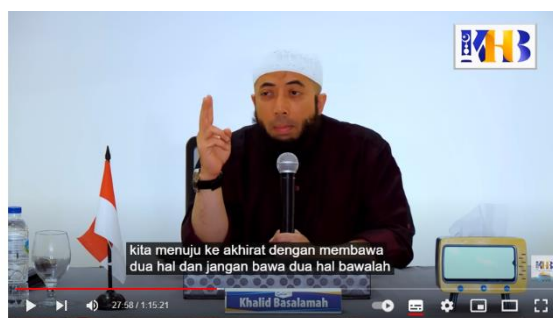 KHB
kita menuju ke akhirat dengan membawa
dua hal dan jangan bawa dua hal bawalah
27:58 / 1:15:21
Khalid Basalamah